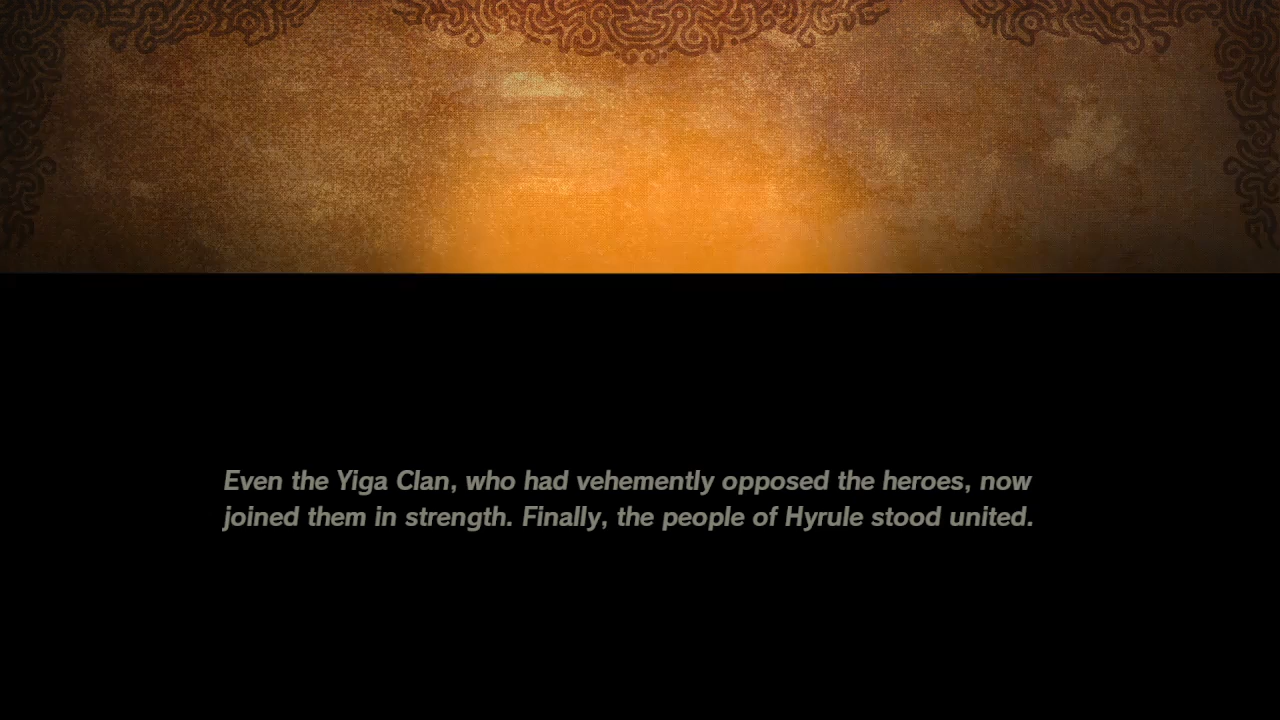 Even the Yiga Clan, who had vehemently opposed the heroes, now
joined them in strength. Finally, the people of Hyrule stood united.